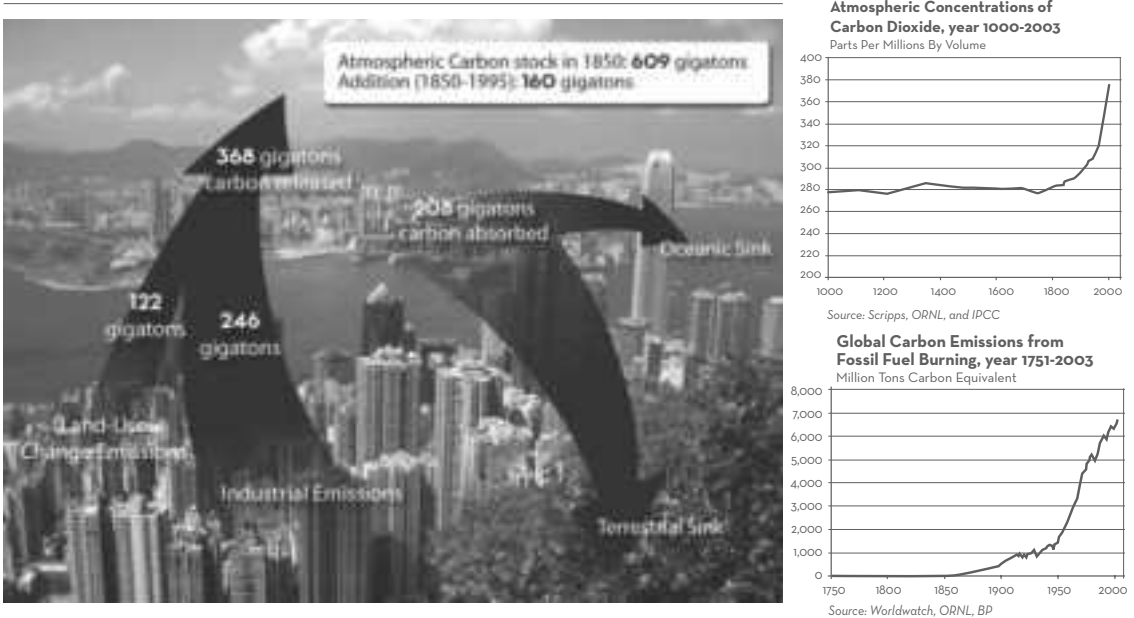 Atmospheric Carbon stock in 1850: 609 gigatons
Addition (1850-1995): 160 gigatons
368 gigatons
carbon released
208 gigatons
carbon absorbed
Oceanic Sink
122
gigatons
246
gigatons
Land-Use
Change Emissions
Industrial Emissions
Terrestrial Sink
Atmospheric Concentrations of
Carbon Dioxide, year 1000-2003
Parts Per Millions By Volume
400
380
360
340
320
300
280
260
240
220
200
1000 1200 1400 1600 1800 2000
Source: Scripps, ORNL, and IPCC
Global Carbon Emissions from
Fossil Fuel Burning, year 1751-2003
Million Tons Carbon Equivalent
8,000
7,000
6,000
5,000
4,000
3,000
2,000
1,000
0
1750 1800 1850 1900 1950 2000
Source: Worldwatch, ORNL, BP